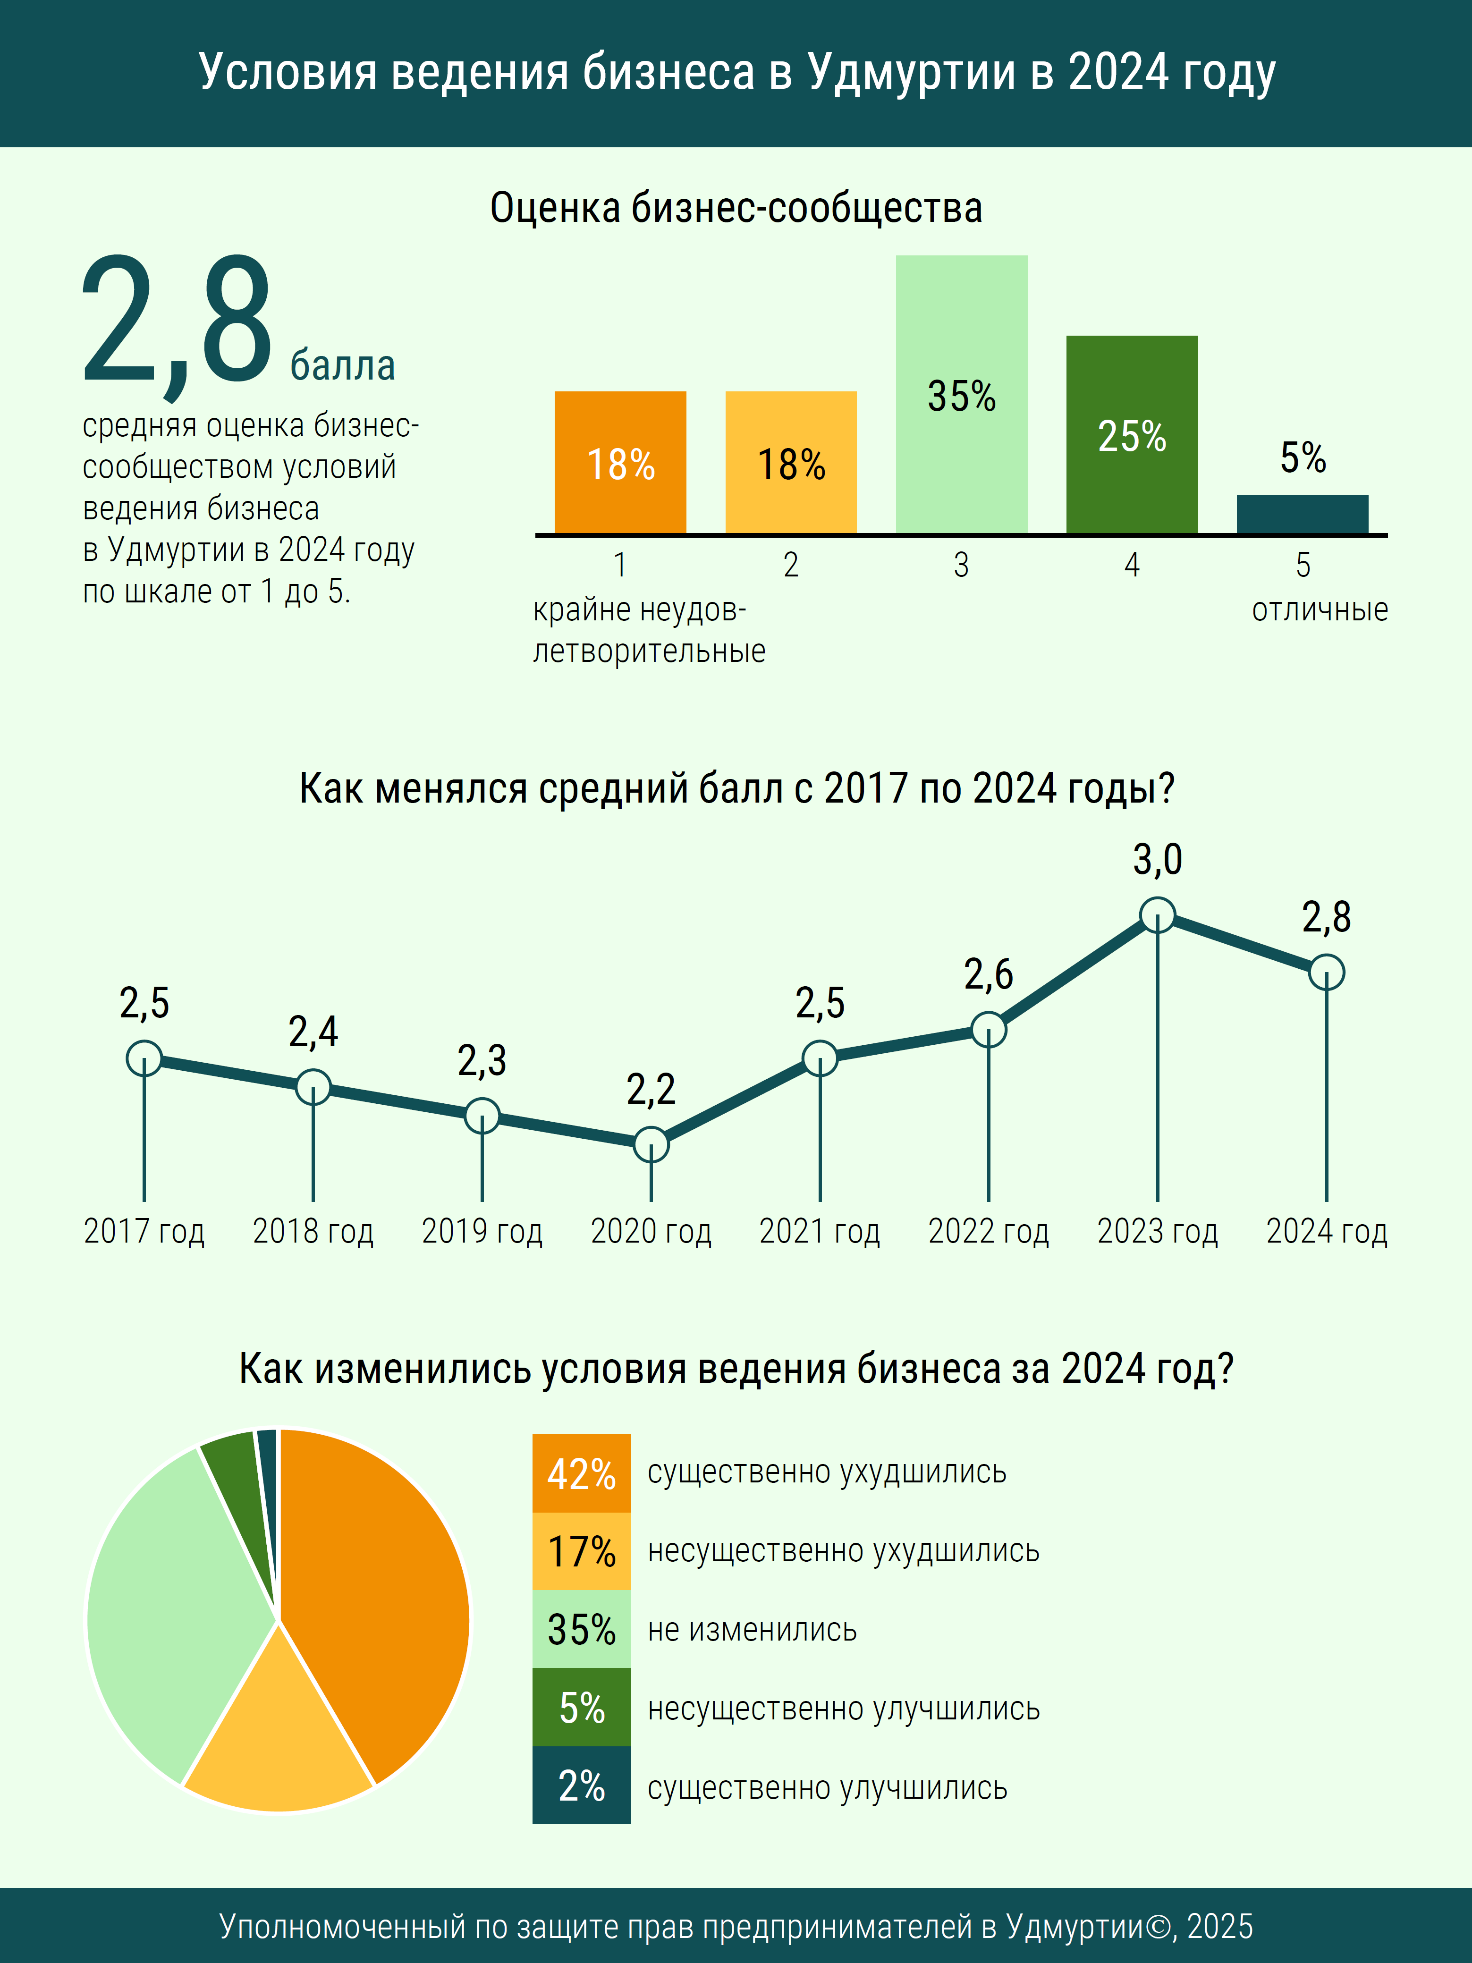 Условия ведения бизнеса в Удмуртии в 2024 году
Оценка бизнес-сообщества
2,8 балла
средняя оценка бизнес-
сообществом условий
ведения бизнеса
в Удмуртии в 2024 году
по шкале от 1 до 5.
18%
18%
35%
25%
5%
1
2
3
4
5
крайне неудов-
летворительные
отличные
Как менялся средний балл с 2017 по 2024 годы?
2,5
2,4
2,3
2,2
2,5
2,6
3,0
2,8
2017 год
2018 год
2019 год
2020 год
2021 год
2022 год
2023 год
2024 год
Как изменились условия ведения бизнеса за 2024 год?
42% существенно ухудшились
17% несущественно ухудшились
35% не изменились
5% несущественно улучшились
2% существенно улучшились
Уполномоченный по защите прав предпринимателей в Удмуртии©, 2025